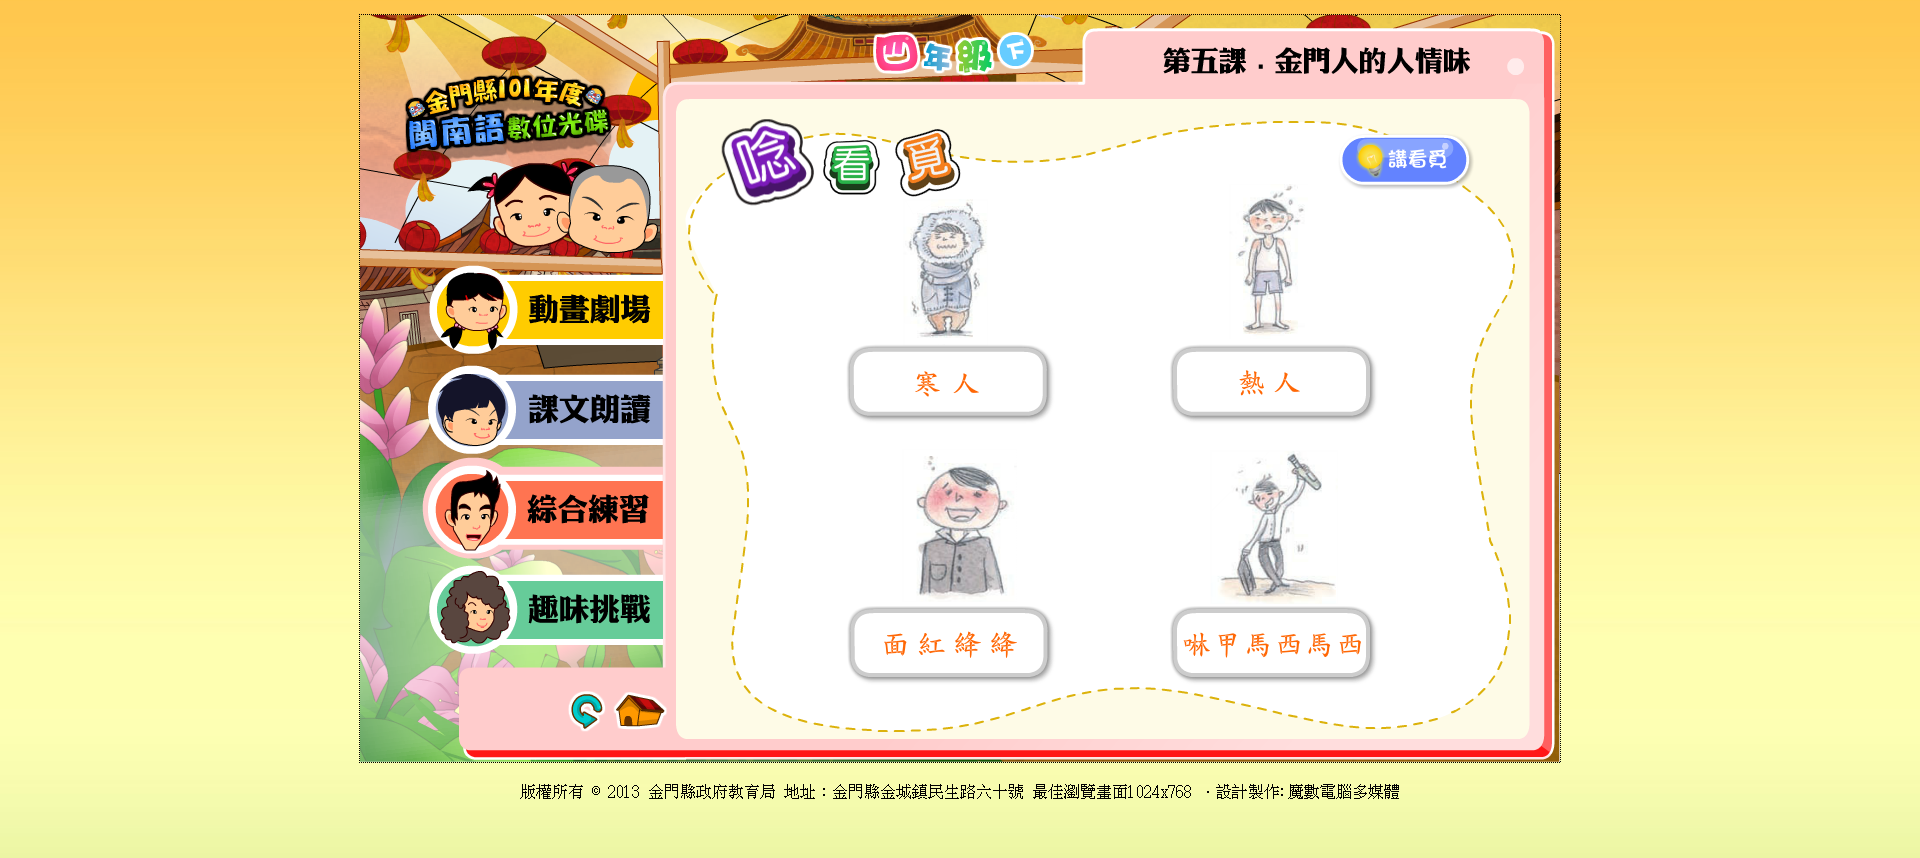 四年級下
第五課．金門人的人情味
金門縣101年度
閩南語數位光碟
唸看覓
講看覓
動畫劇場
課文朗讀
綜合練習
趣味挑戰
寒人
熱人
面紅絳絳
啉甲馬西馬西
版權所有 © 2013 金門縣政府教育局 地址：金門縣金城鎮民生路六十號 最佳瀏覽畫面1024x768 ．設計製作: 魔數電腦多媒體